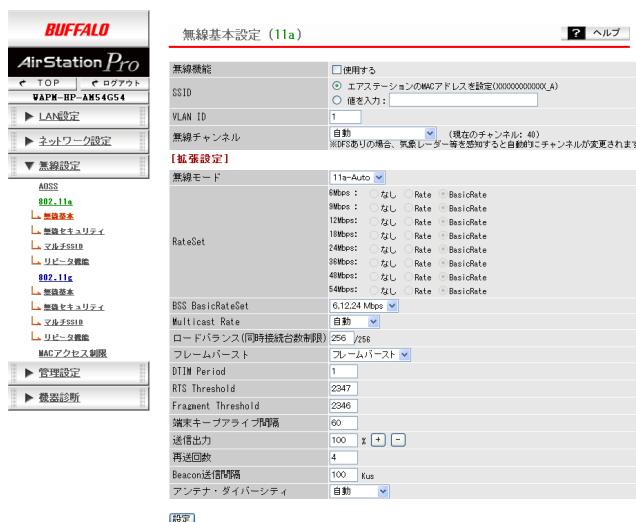 BUFFALO
AirStation Pro
TOP
ログアウト
WAPM-HP-AM54G54
LAN設定
ネットワーク設定
無線設定
AOSS
802.11a
無線基本
無線セキュリティ
マルチSSID
リピータ機能
802.11g
無線基本
無線セキュリティ
マルチSSID
リピータ機能
MACアクセス制限
管理設定
機器診断
無線基本設定 (11a)
? ヘルプ
無線機能 使用する
SSID エアステーションのMACアドレスを設定(XXXXXXXXXXXX_A)
値を入力:
VLAN ID 1
無線チャンネル 自動 (現在のチャンネル: 40)
※DFSありの場合、気象レーダー等を感知すると自動的にチャンネルが変更されます
[拡張設定]
無線モード 11a-Auto
RateSet
6Mbps : なし Rate BasicRate
9Mbps : なし Rate BasicRate
12Mbps: なし Rate BasicRate
18Mbps: なし Rate BasicRate
24Mbps: なし Rate BasicRate
36Mbps: なし Rate BasicRate
48Mbps: なし Rate BasicRate
54Mbps: なし Rate BasicRate
BSS BasicRateSet 6,12,24 Mbps
Multicast Rate 自動
ロードバランス(同時接続台数制限) 256 /256
フレームバースト フレームバースト
DTIM Period 1
RTS Threshold 2347
Fragment Threshold 2346
端末キープアライブ間隔 60
送信出力 100 % + -
再送回数 4
Beacon送信間隔 100 Kus
アンテナ・ダイバーシティ 自動
設定